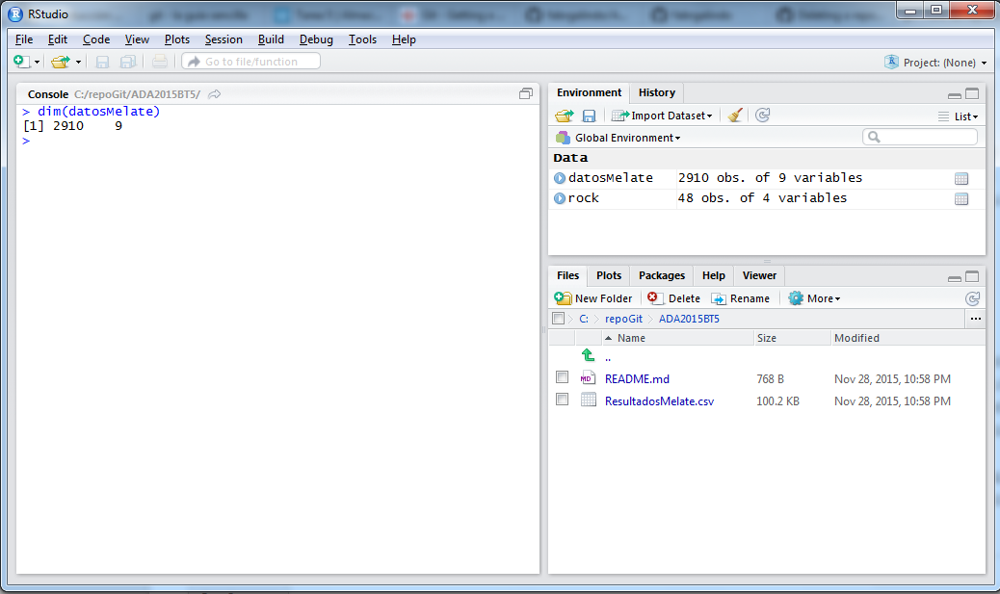 RStudio
File Edit Code View Plots Session Build Debug Tools Help
Go to file/function
Project: (None)
Console C:/repoGit/ADA2015BT5/
> dim(datosMelate)
[1] 2910    9
>
Environment History
Import Dataset List
Global Environment
Data
datosMelate 2910 obs. of 9 variables
rock 48 obs. of 4 variables
Files Plots Packages Help Viewer
New Folder Delete Rename More
C: repoGit ADA2015BT5 ...
Name Size Modified
..
MD README.md 768 B Nov 28, 2015, 10:58 PM
ResultadosMelate.csv 100.2 KB Nov 28, 2015, 10:58 PM